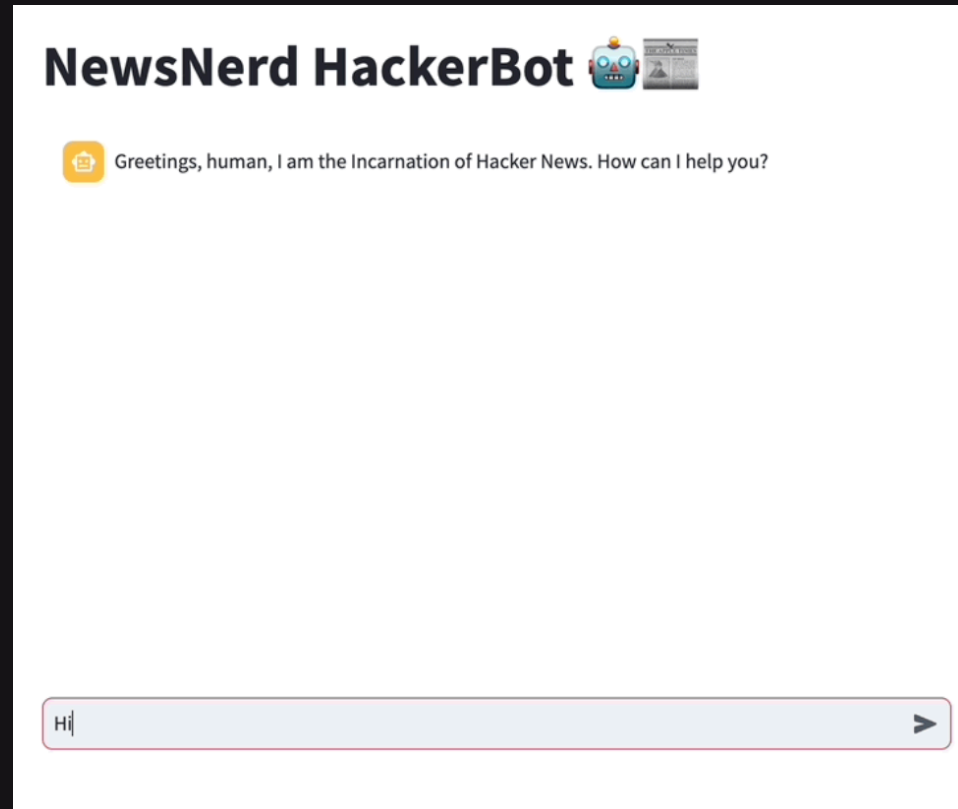 NewsNerd HackerBot 🤖📰
Greetings, human, I am the Incarnation of Hacker News. How can I help you?
Hi